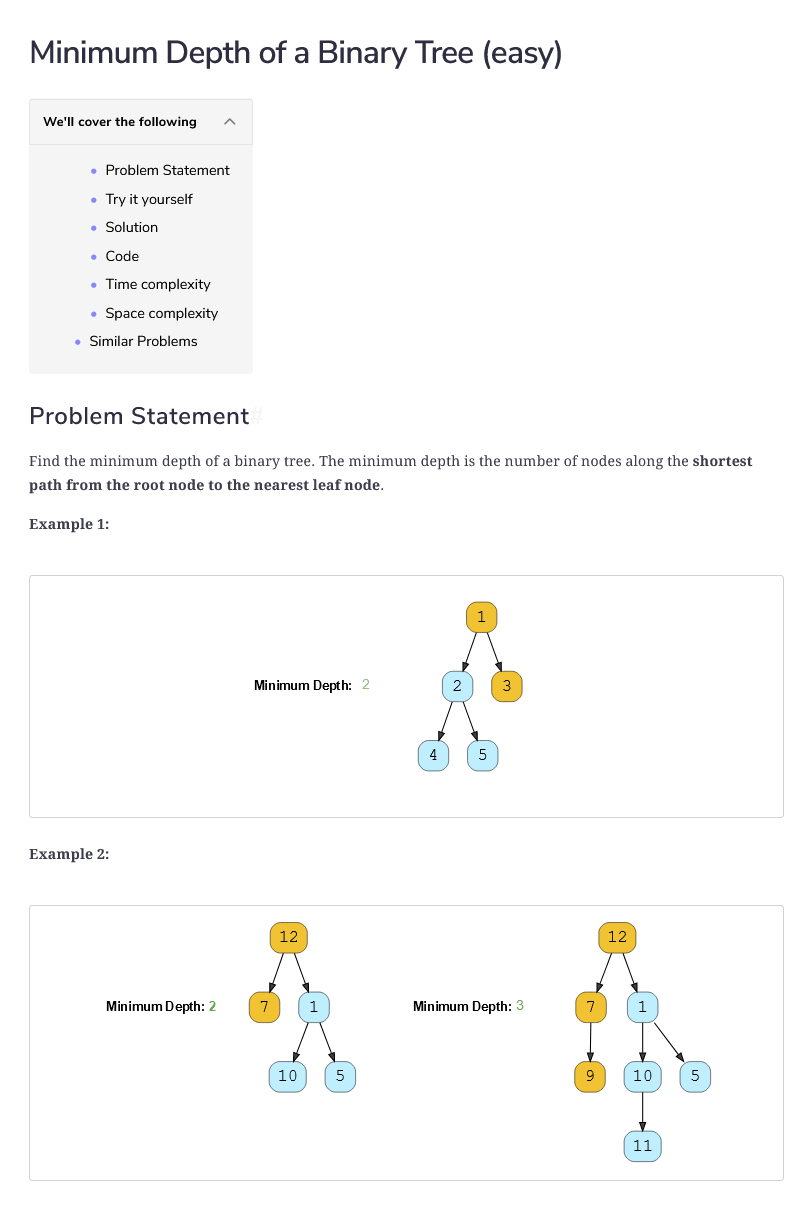 Minimum Depth of a Binary Tree (easy)
We'll cover the following
Problem Statement
Try it yourself
Solution
Code
Time complexity
Space complexity
Similar Problems
Problem Statement#
Find the minimum depth of a binary tree. The minimum depth is the number of nodes along the shortest
path from the root node to the nearest leaf node.
Example 1:
1
Minimum Depth: 2
2 3
4 5
Example 2:
12
Minimum Depth: 2
7 1
10 5
12
Minimum Depth: 3
7 1
9 10 5
11